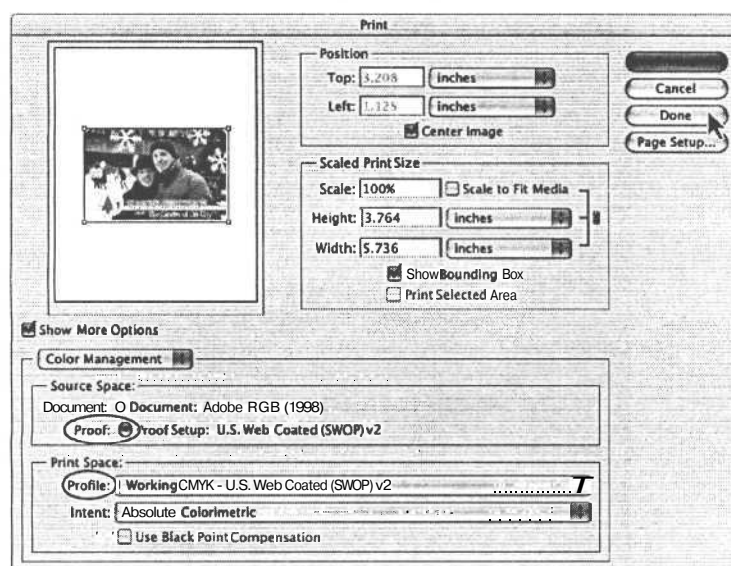 Print
Position
Top: 3.208 inches
Left: 1.125 inches
Center Image
Cancel
Done
Page Setup...
Scaled Print Size
Scale: 100% Scale to Fit Media
Height: 3.764 inches
Width: 5.736 inches
Show Bounding Box
Print Selected Area
Show More Options
Color Management
Source Space:
Document: O Document: Adobe RGB (1998)
Proof: Proof Setup: U.S. Web Coated (SWOP) v2
Print Space:
Profile: Working CMYK - U.S. Web Coated (SWOP) v2
Intent: Absolute Colorimetric
Use Black Point Compensation